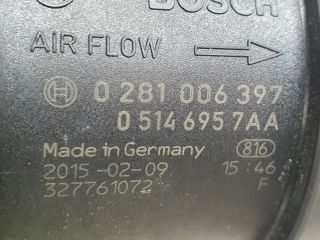 BOSCH
AIR FLOW
0 281 006 397
0 514 695 7AA
Made in Germany 816
2015-02-09 15:46
327761072 F